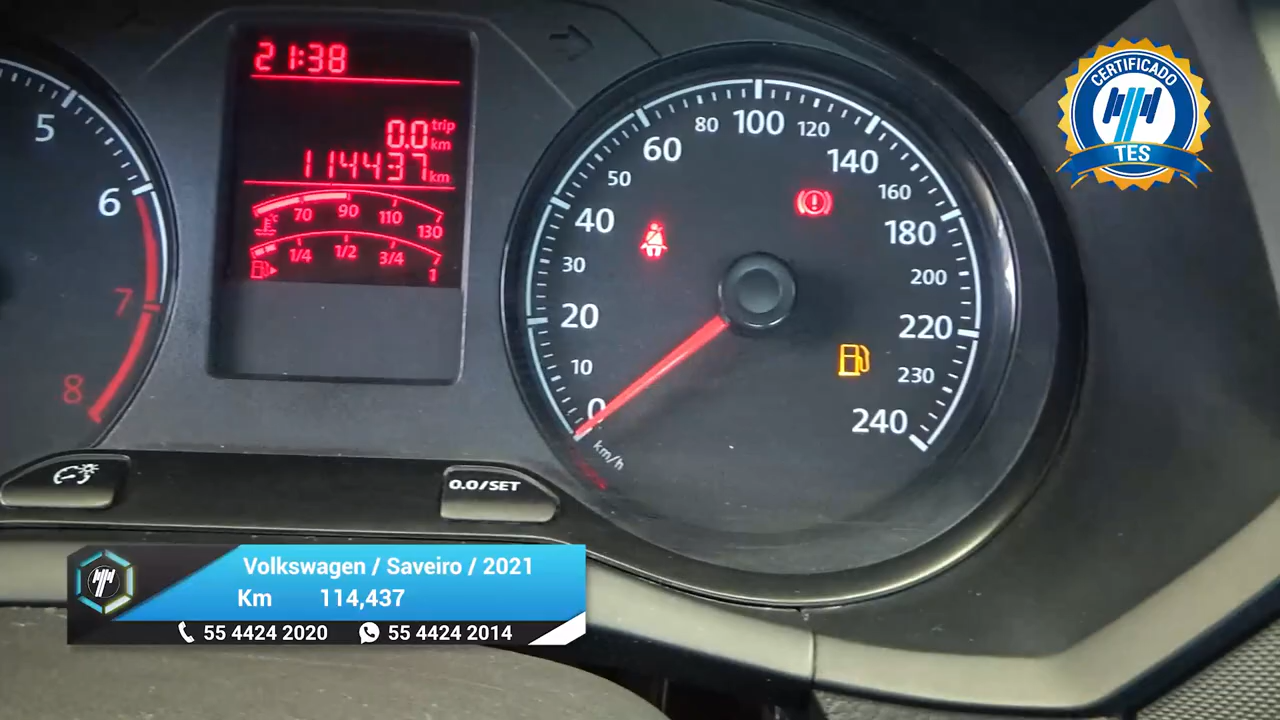 21:38
0.0 trip km
114437 km
70 90 110 130
1/4 1/2 3/4 1
5
6
7
8
0
10
20
30
40
50
60
80
100
120
140
160
180
200
220
230
240
km/h
0.0/SET
CERTIFICADO
TES
Volkswagen / Saveiro / 2021
Km 114,437
55 4424 2020 55 4424 2014